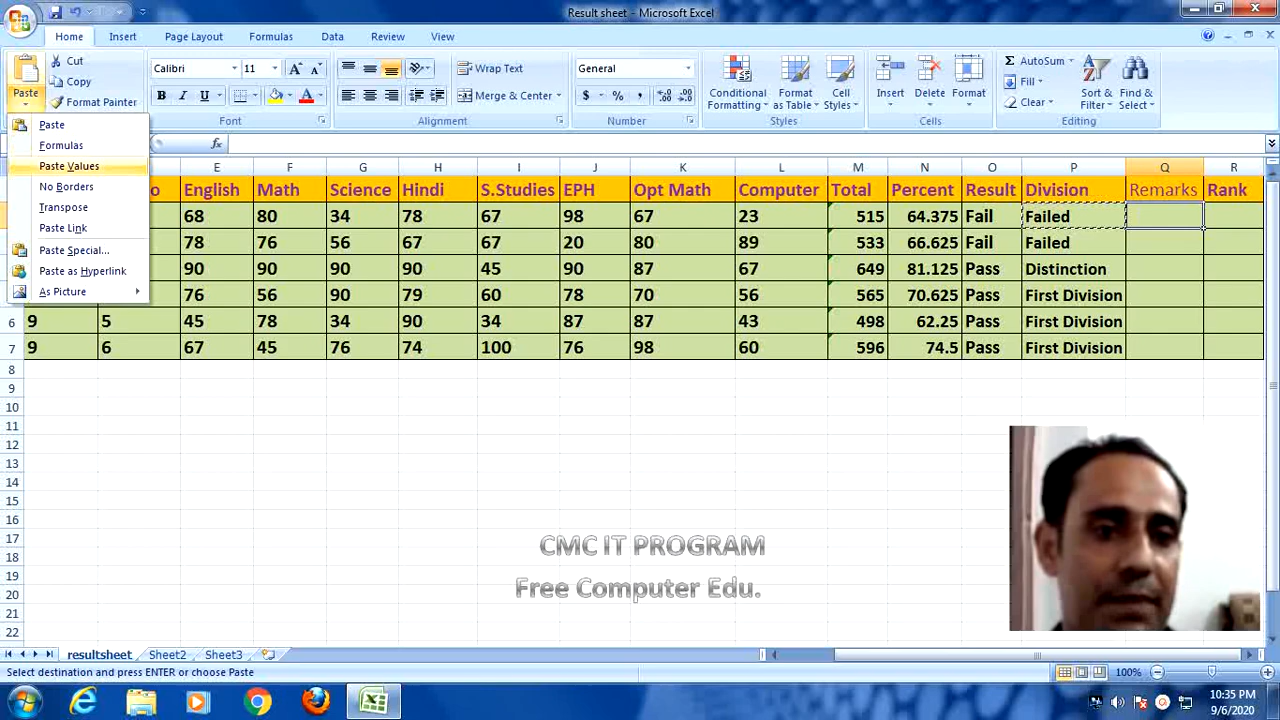 Result sheet - Microsoft Excel
Home Insert Page Layout Formulas Data Review View
Paste
Cut
Copy
Format Painter
Calibri 11
B I U
Font
Wrap Text
Merge & Center
Alignment
General
$ % ,
Number
Conditional Formatting
Format as Table
Cell Styles
Styles
Insert Delete Format
Cells
AutoSum
Fill
Clear
Sort & Filter
Find & Select
Editing
Paste
Formulas
Paste Values
No Borders
Transpose
Paste Link
Paste Special...
Paste as Hyperlink
As Picture
fx
E F G H I J K L M N O P Q R
o English Math Science Hindi S.Studies EPH Opt Math Computer Total Percent Result Division Remarks Rank
68 80 34 78 67 98 67 23 515 64.375 Fail Failed
78 76 56 67 67 20 80 89 533 66.625 Fail Failed
90 90 90 90 45 90 87 67 649 81.125 Pass Distinction
76 56 90 79 60 78 70 56 565 70.625 Pass First Division
6 9 5 45 78 34 90 34 87 87 43 498 62.25 Pass First Division
7 9 6 67 45 76 74 100 76 98 60 596 74.5 Pass First Division
8
9
10
11
12
13
14
15
16
17
18
19
20
21
22
CMC IT PROGRAM
Free Computer Edu.
resultsheet Sheet2 Sheet3
Select destination and press ENTER or choose Paste
100%
10:35 PM
9/6/2020